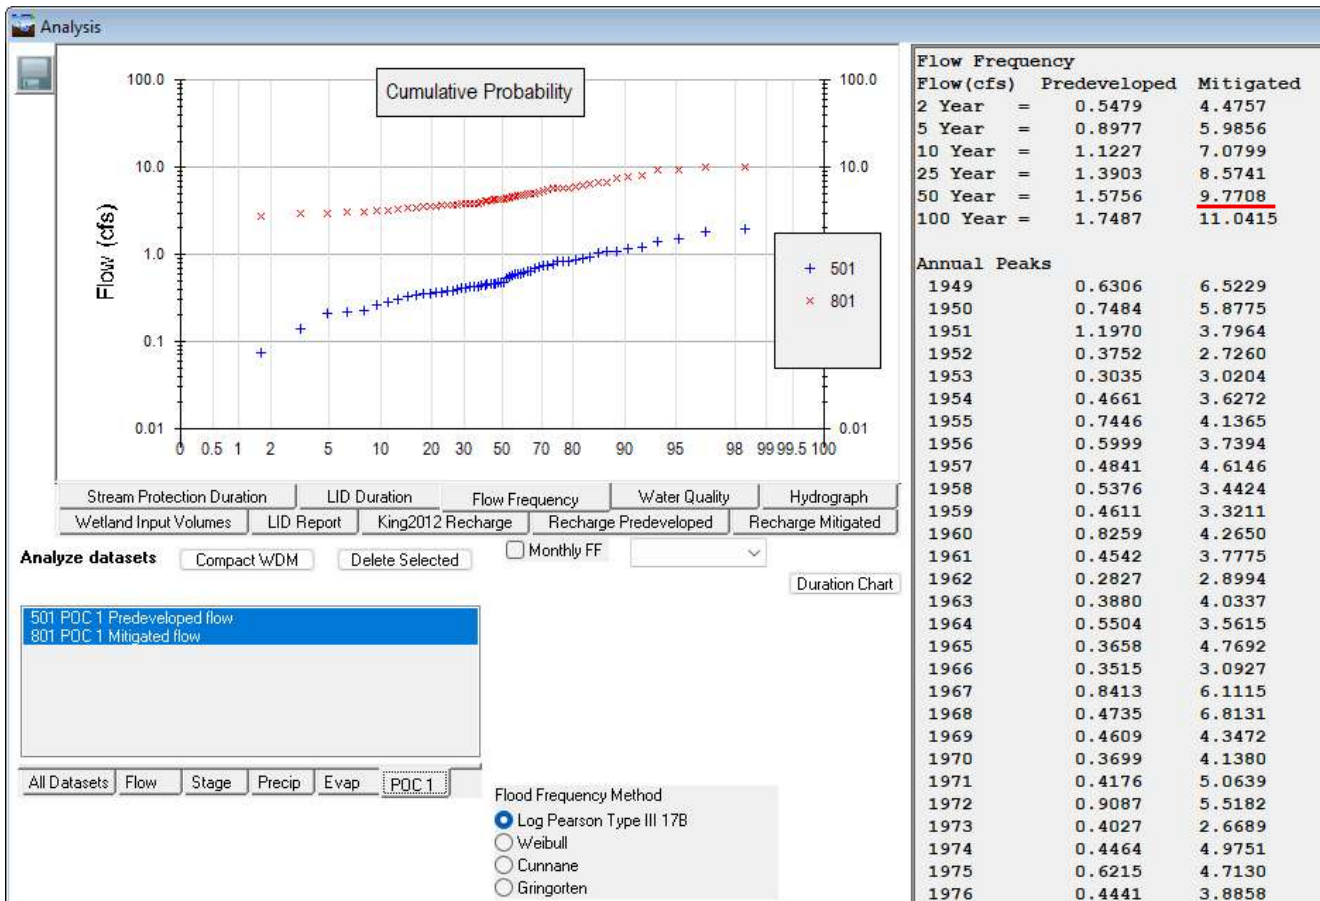 Analysis
Cumulative Probability
100.0
10.0
1.0
0.1
0.01
Flow (cfs)
100.0
10.0
0.01
501
801
0 0.5 1 2 5 10 20 30 50 70 80 90 95 98 99 99.5 100
Stream Protection Duration LID Duration Flow Frequency Water Quality Hydrograph
Wetland Input Volumes LID Report King2012 Recharge Recharge Predeveloped Recharge Mitigated
Analyze datasets Compact WDM Delete Selected Monthly FF
Duration Chart
501 POC 1 Predeveloped flow
801 POC 1 Mitigated flow
All Datasets Flow Stage Precip Evap POC 1
Flood Frequency Method
Log Pearson Type III 17B
Weibull
Cunnane
Gringorten
Flow Frequency
Flow(cfs) Predeveloped Mitigated
2 Year = 0.5479 4.4757
5 Year = 0.8977 5.9856
10 Year = 1.1227 7.0799
25 Year = 1.3903 8.5741
50 Year = 1.5756 9.7708
100 Year = 1.7487 11.0415
Annual Peaks
1949 0.6306 6.5229
1950 0.7484 5.8775
1951 1.1970 3.7964
1952 0.3752 2.7260
1953 0.3035 3.0204
1954 0.4661 3.6272
1955 0.7446 4.1365
1956 0.5999 3.7394
1957 0.4841 4.6146
1958 0.5376 3.4424
1959 0.4611 3.3211
1960 0.8259 4.2650
1961 0.4542 3.7775
1962 0.2827 2.8994
1963 0.3880 4.0337
1964 0.5504 3.5615
1965 0.3658 4.7692
1966 0.3515 3.0927
1967 0.8413 6.1115
1968 0.4735 6.8131
1969 0.4609 4.3472
1970 0.3699 4.1380
1971 0.4176 5.0639
1972 0.9087 5.5182
1973 0.4027 2.6689
1974 0.4464 4.9751
1975 0.6215 4.7130
1976 0.4441 3.8858